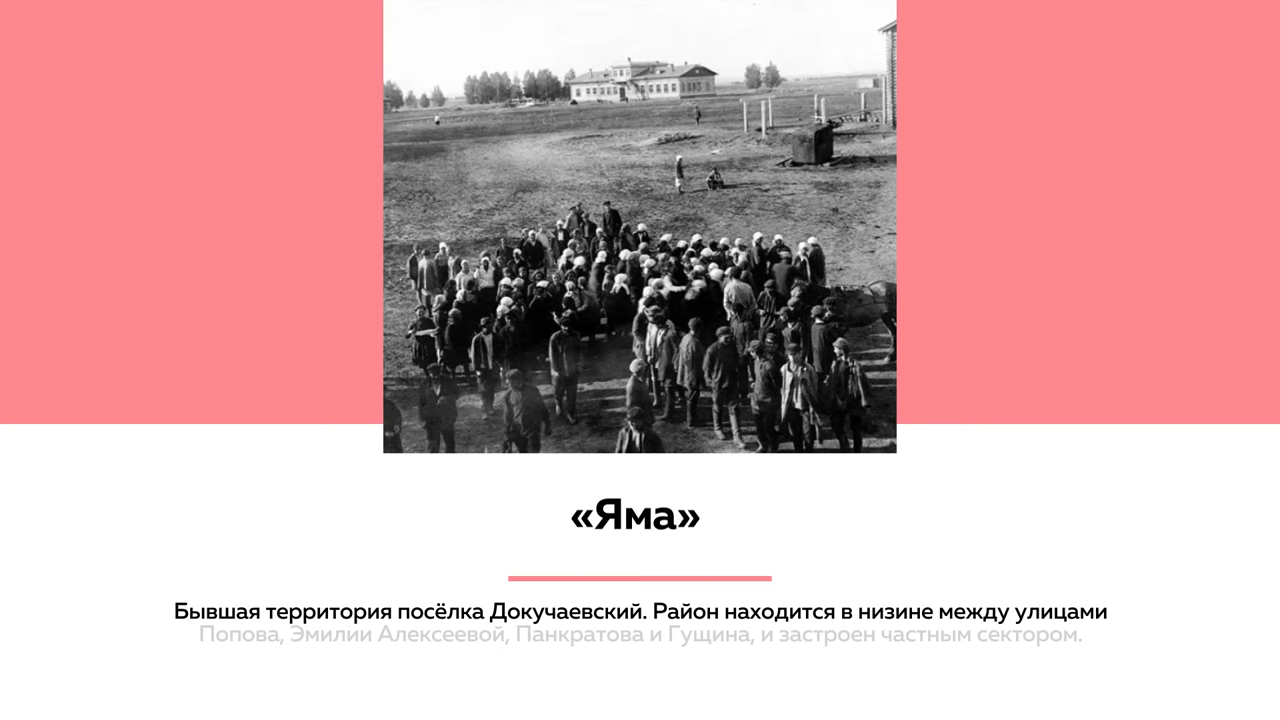 «Яма»
Бывшая территория посёлка Докучаевский. Район находится в низине между улицами
Попова, Эмилии Алексеевой, Панкратова и Гущина, и застроен частным сектором.